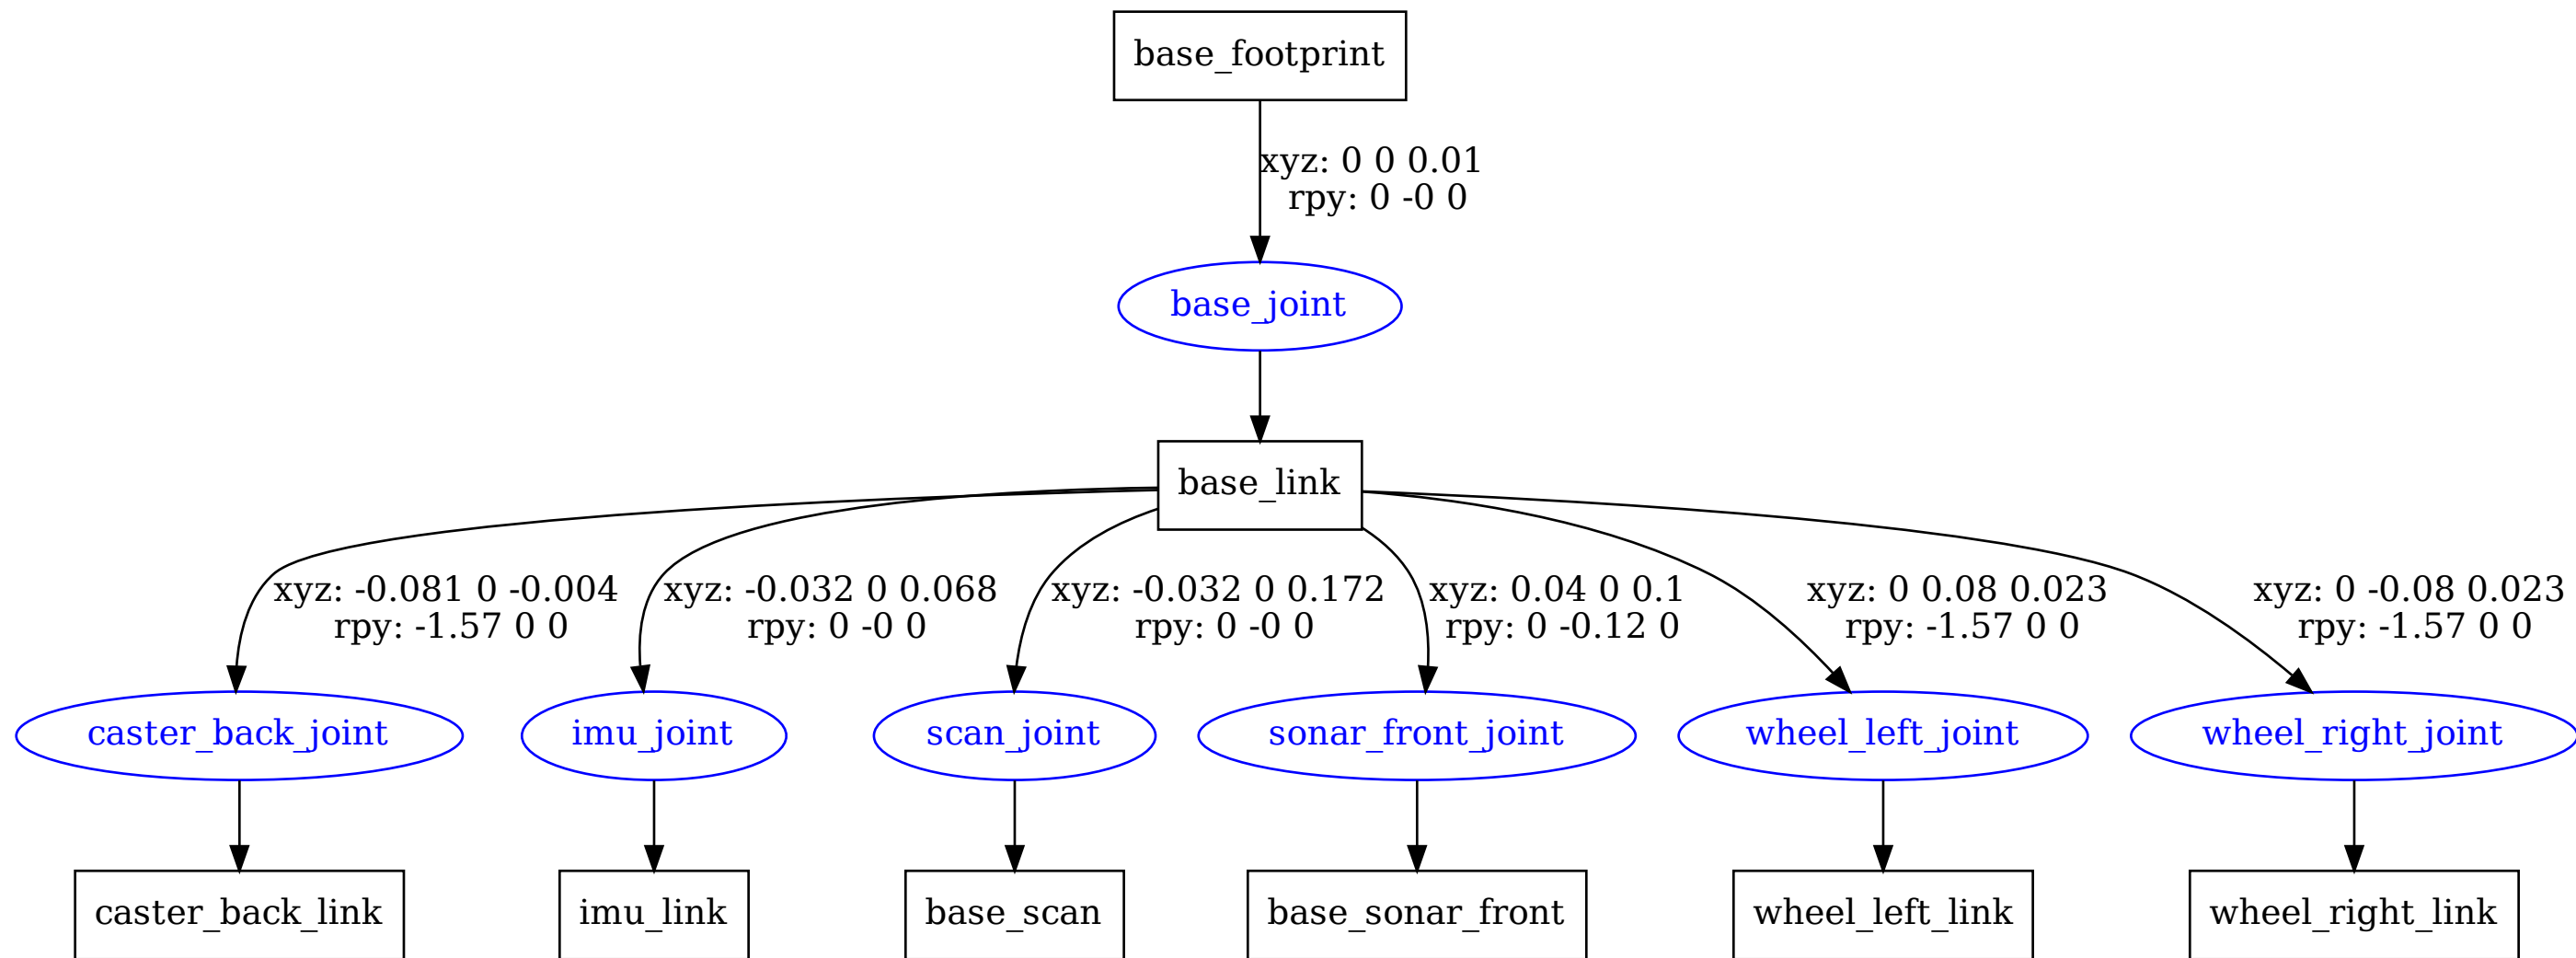 base_footprint
xyz: 0 0 0.01
rpy: 0 -0 0
base_joint
base_link
xyz: -0.081 0 -0.004
rpy: -1.57 0 0
xyz: -0.032 0 0.068
rpy: 0 -0 0
xyz: -0.032 0 0.172
rpy: 0 -0 0
xyz: 0.04 0 0.1
rpy: 0 -0.12 0
xyz: 0 0.08 0.023
rpy: -1.57 0 0
xyz: 0 -0.08 0.023
rpy: -1.57 0 0
caster_back_joint
imu_joint
scan_joint
sonar_front_joint
wheel_left_joint
wheel_right_joint
caster_back_link
imu_link
base_scan
base_sonar_front
wheel_left_link
wheel_right_link